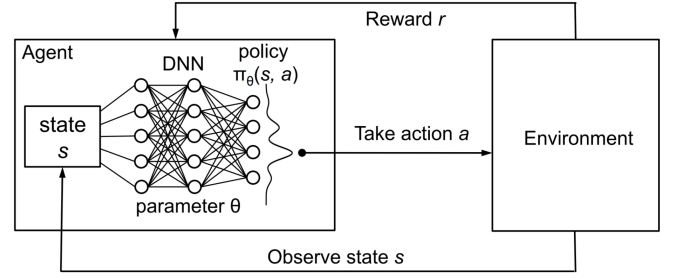 Reward r
Agent
policy
DNN
πθ(s, a)
state
s
Take action a
Environment
parameter θ
Observe state s